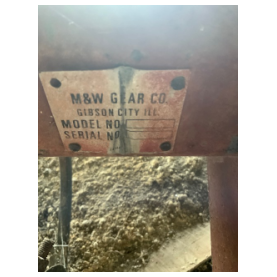 M&W GEAR CO.
GIBSON CITY ILL.
MODEL NO.
SERIAL NO.